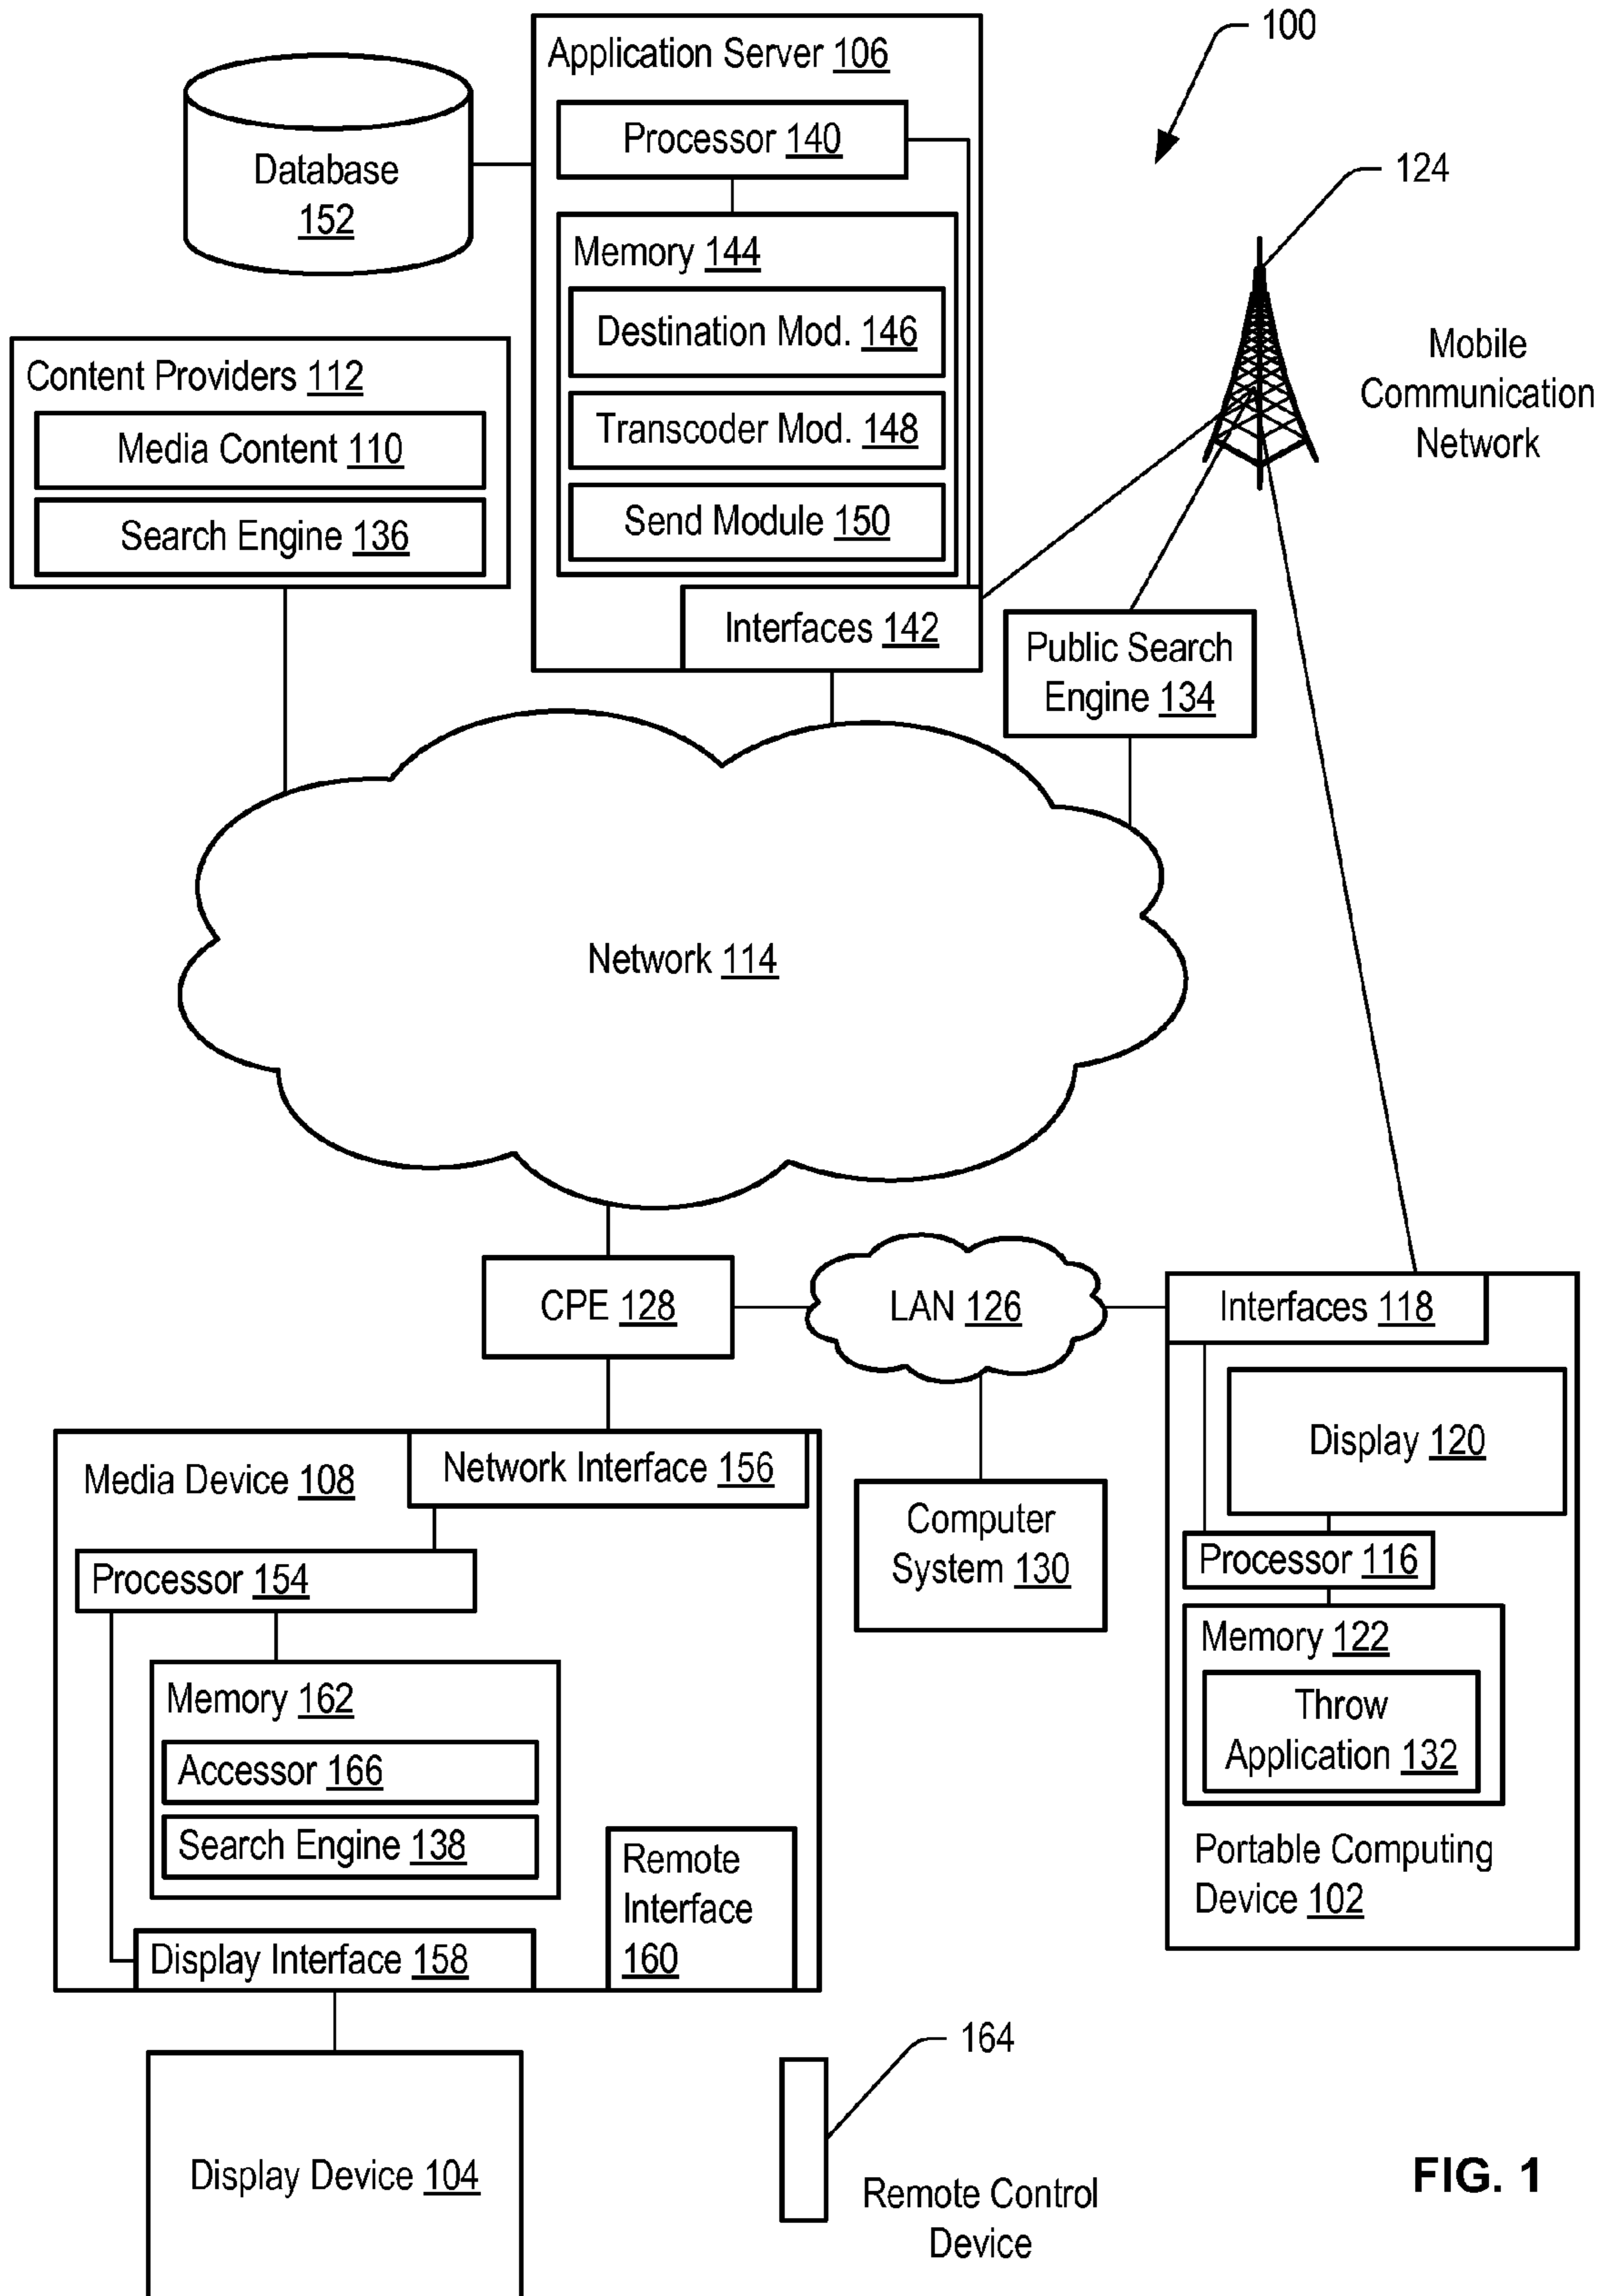 100
Application Server 106
Processor 140
Database
152
124
Memory 144
Destination Mod. 146
Transcoder Mod. 148
Send Module 150
Interfaces 142
Mobile
Communication
Network
Content Providers 112
Media Content 110
Search Engine 136
Public Search
Engine 134
Network 114
CPE 128
LAN 126
Interfaces 118
Display 120
Processor 116
Memory 122
Throw
Application 132
Portable Computing
Device 102
Media Device 108
Network Interface 156
Processor 154
Memory 162
Accessor 166
Search Engine 138
Display Interface 158
Remote
Interface
160
Computer
System 130
164
Display Device 104
Remote Control
Device
FIG. 1